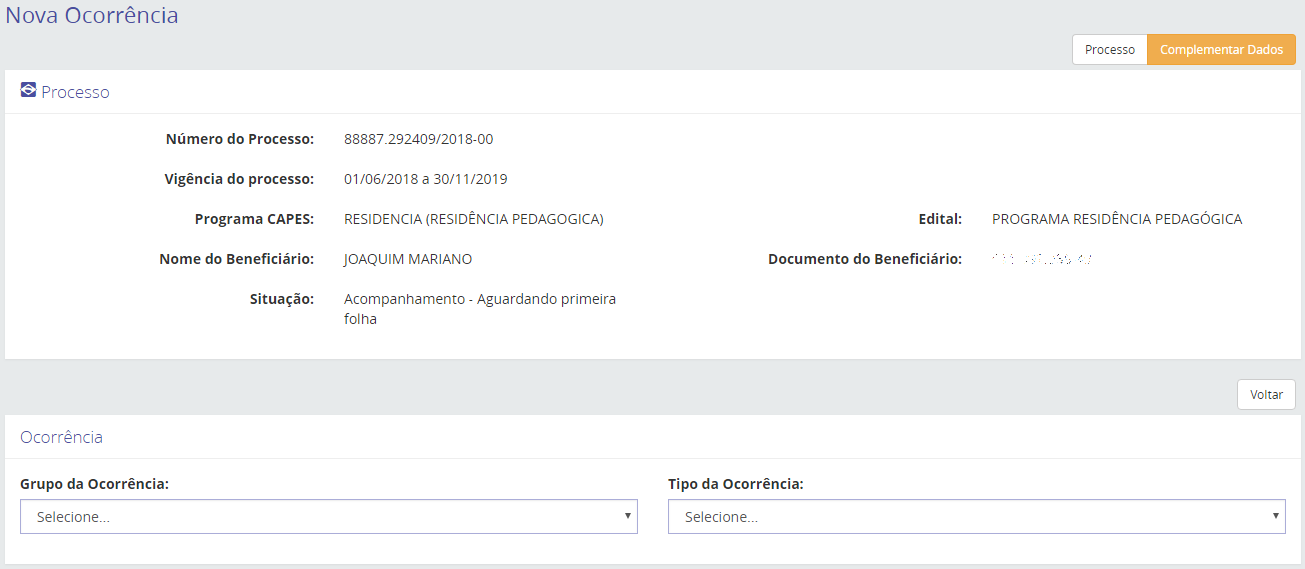 Nova Ocorrência
Processo Complementar Dados
Processo
Número do Processo: 88887.292409/2018-00
Vigência do processo: 01/06/2018 a 30/11/2019
Programa CAPES: RESIDENCIA (RESIDÊNCIA PEDAGOGICA) Edital: PROGRAMA RESIDÊNCIA PEDAGÓGICA
Nome do Beneficiário: JOAQUIM MARIANO Documento do Beneficiário:
Situação: Acompanhamento - Aguardando primeira
folha
Voltar
Ocorrência
Grupo da Ocorrência: Tipo da Ocorrência:
Selecione... Selecione...